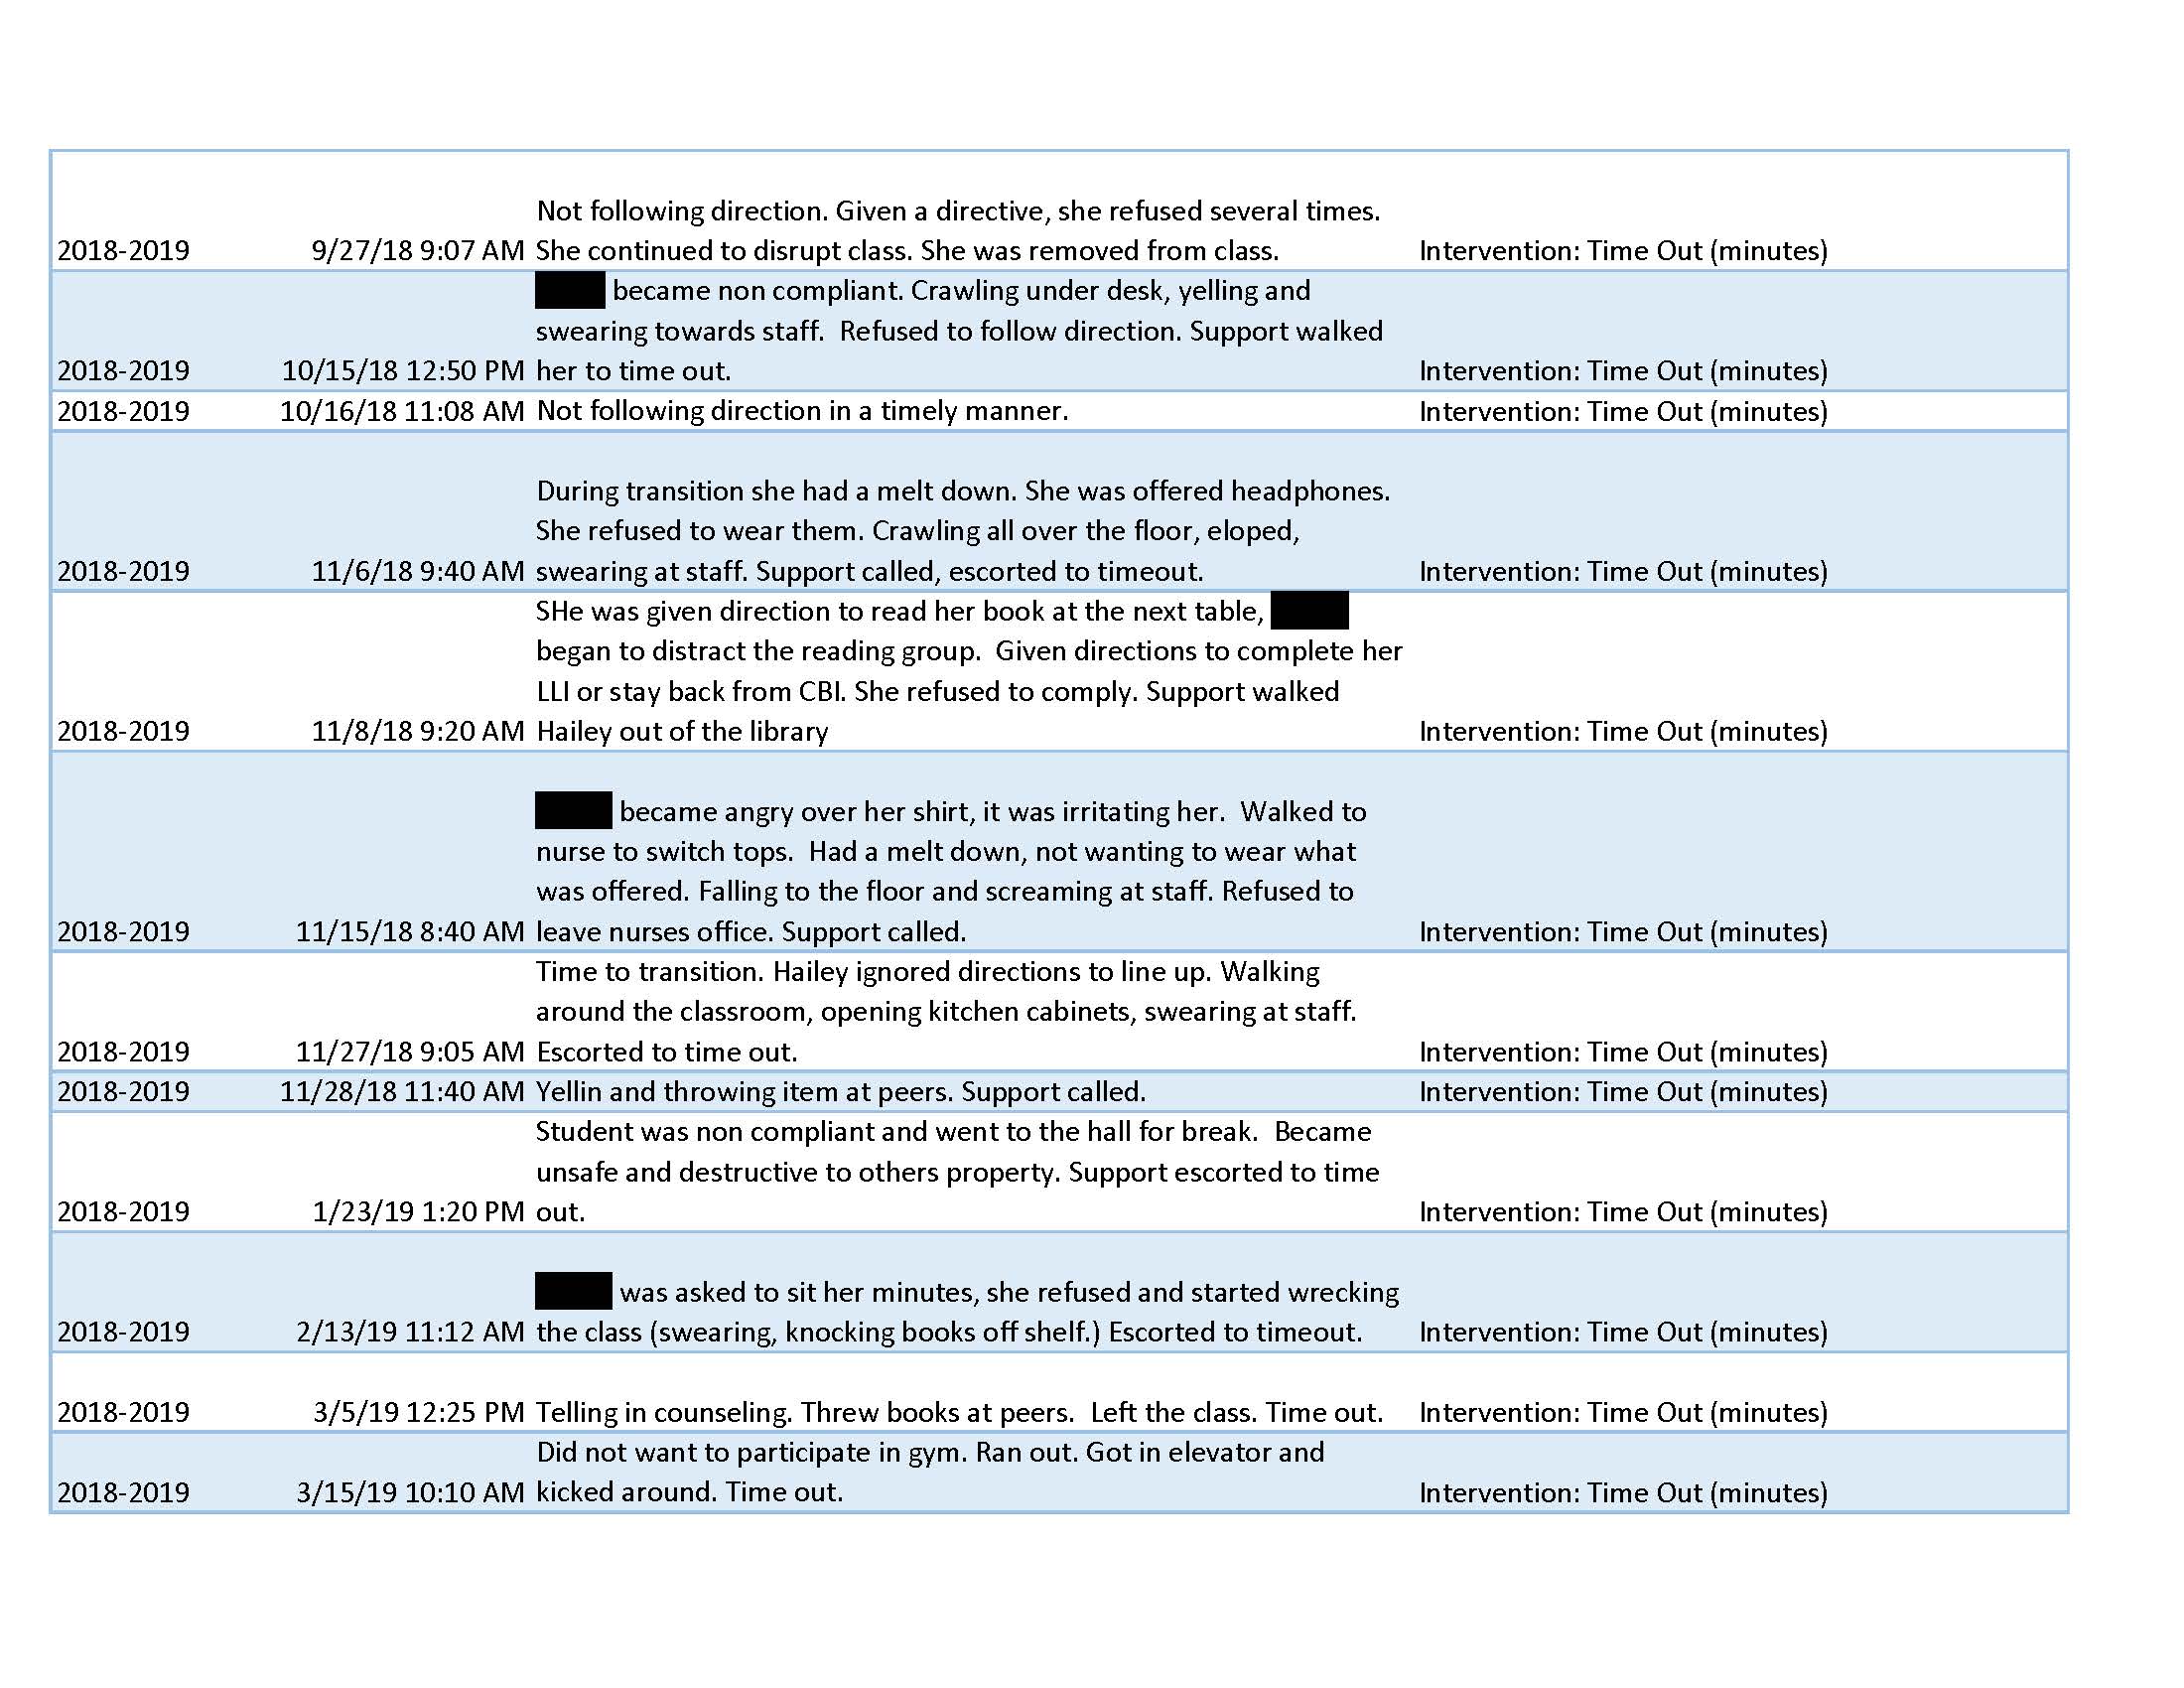 Not following direction. Given a directive, she refused several times.
2018-2019 9/27/18 9:07 AM She continued to disrupt class. She was removed from class. Intervention: Time Out (minutes)
became non compliant. Crawling under desk, yelling and
swearing towards staff.  Refused to follow direction. Support walked
2018-2019 10/15/18 12:50 PM her to time out. Intervention: Time Out (minutes)
2018-2019 10/16/18 11:08 AM Not following direction in a timely manner. Intervention: Time Out (minutes)
During transition she had a melt down. She was offered headphones.
She refused to wear them. Crawling all over the floor, eloped,
2018-2019 11/6/18 9:40 AM swearing at staff. Support called, escorted to timeout. Intervention: Time Out (minutes)
SHe was given direction to read her book at the next table,
began to distract the reading group.  Given directions to complete her
LLI or stay back from CBI. She refused to comply. Support walked
2018-2019 11/8/18 9:20 AM Hailey out of the library Intervention: Time Out (minutes)
became angry over her shirt, it was irritating her.  Walked to
nurse to switch tops.  Had a melt down, not wanting to wear what
was offered. Falling to the floor and screaming at staff. Refused to
2018-2019 11/15/18 8:40 AM leave nurses office. Support called. Intervention: Time Out (minutes)
Time to transition. Hailey ignored directions to line up. Walking
around the classroom, opening kitchen cabinets, swearing at staff.
2018-2019 11/27/18 9:05 AM Escorted to time out. Intervention: Time Out (minutes)
2018-2019 11/28/18 11:40 AM Yellin and throwing item at peers. Support called. Intervention: Time Out (minutes)
Student was non compliant and went to the hall for break.  Became
unsafe and destructive to others property. Support escorted to time
2018-2019 1/23/19 1:20 PM out. Intervention: Time Out (minutes)
was asked to sit her minutes, she refused and started wrecking
2018-2019 2/13/19 11:12 AM the class (swearing, knocking books off shelf.) Escorted to timeout. Intervention: Time Out (minutes)
2018-2019 3/5/19 12:25 PM Telling in counseling. Threw books at peers.  Left the class. Time out. Intervention: Time Out (minutes)
Did not want to participate in gym. Ran out. Got in elevator and
2018-2019 3/15/19 10:10 AM kicked around. Time out. Intervention: Time Out (minutes)